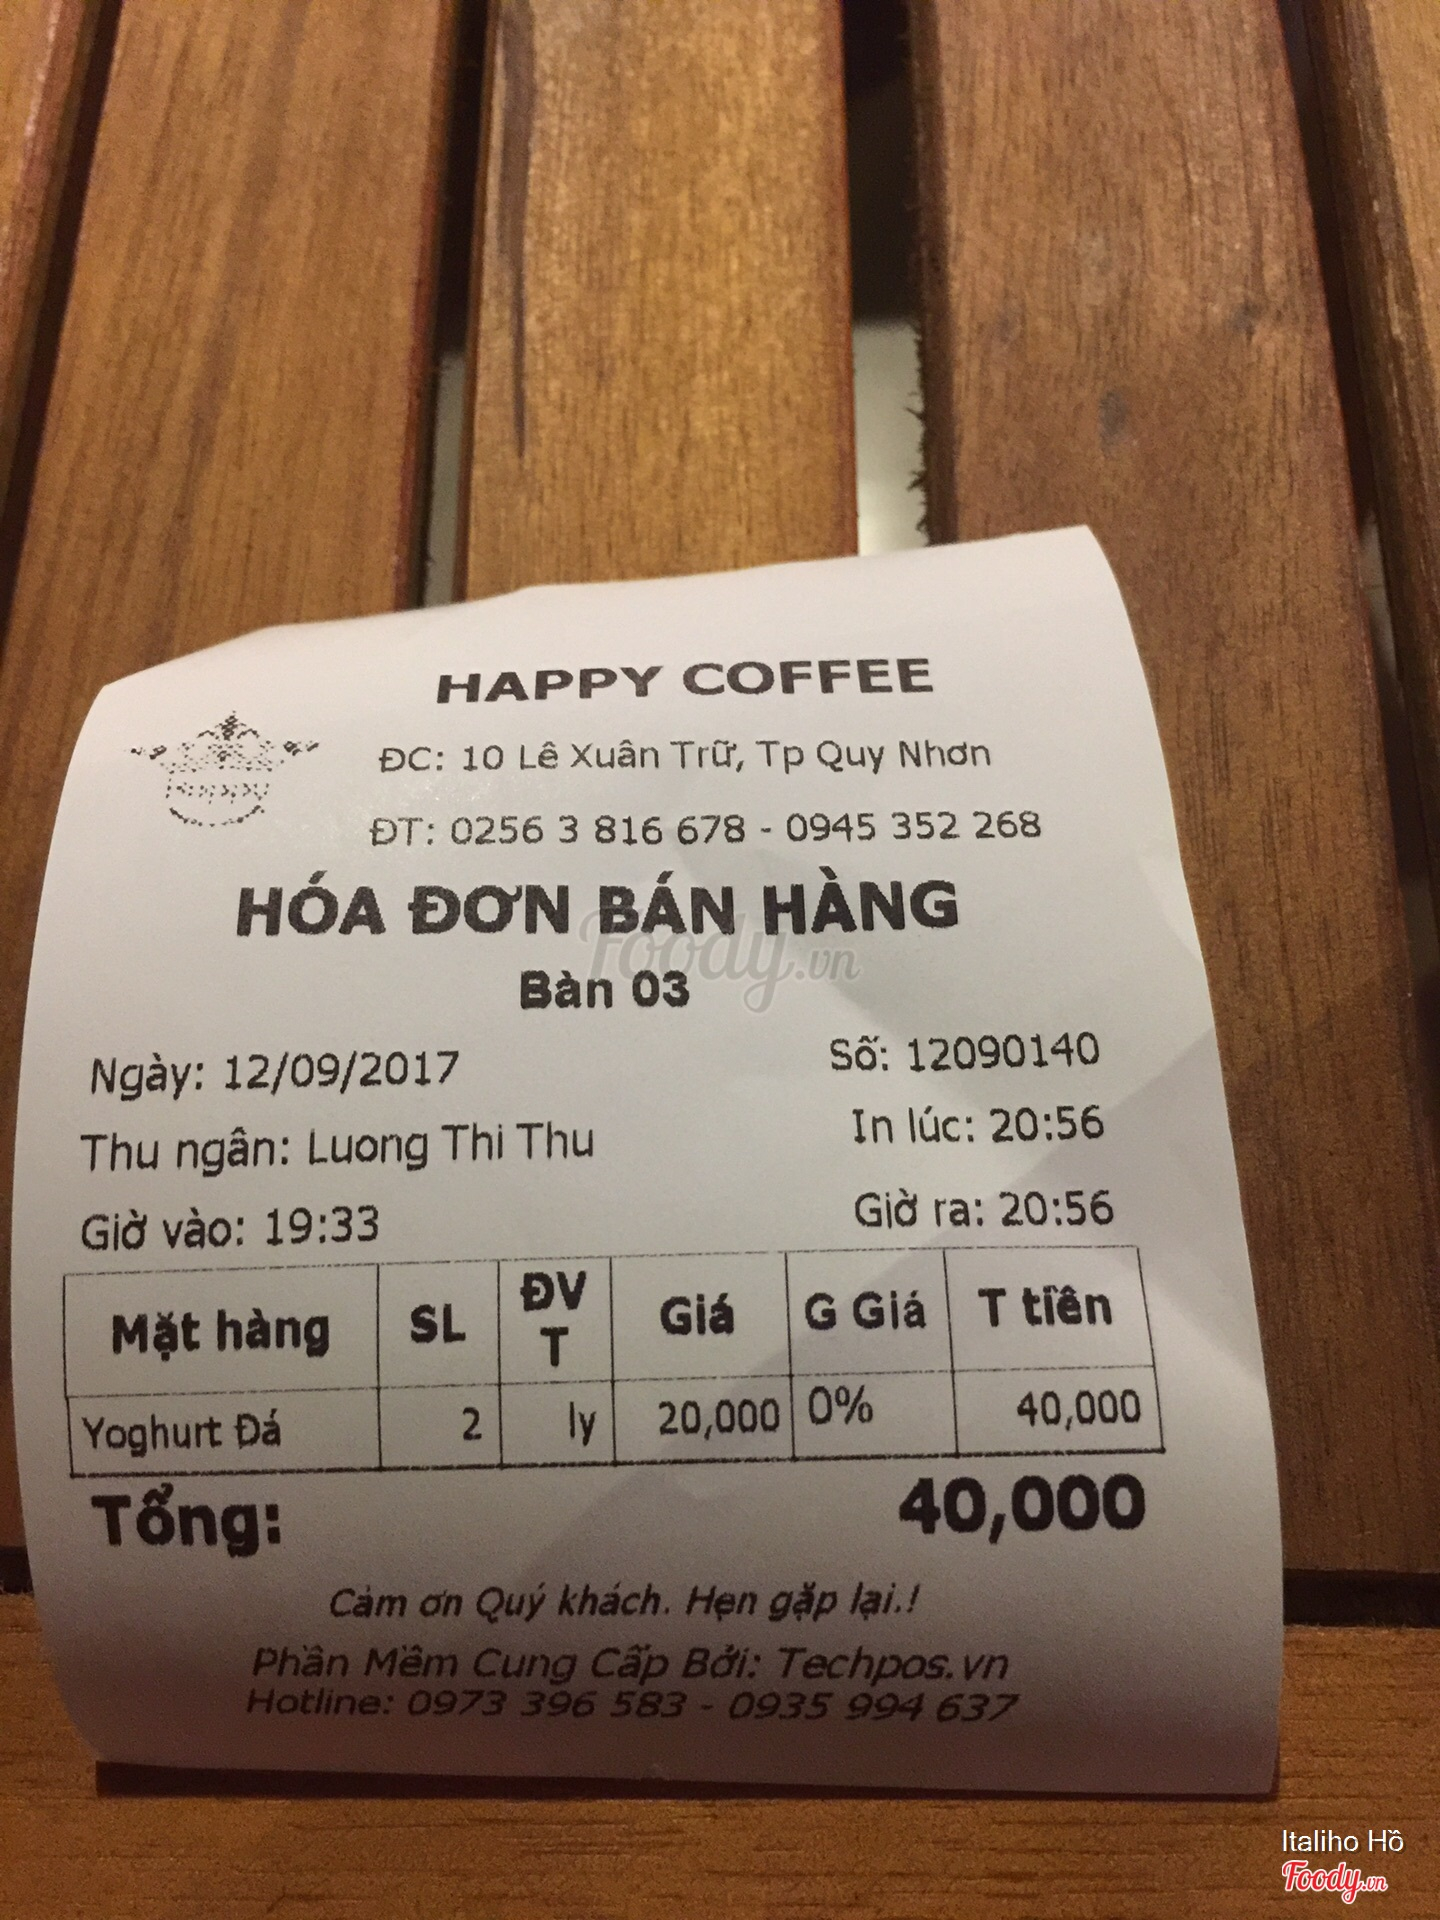 HAPPY COFFEE
Happy
ĐC: 10 Lê Xuân Trữ, Tp Quy Nhơn
ĐT: 0256 3 816 678 - 0945 352 268
HÓA ĐƠN BÁN HÀNG
Foody.vn
Bàn 03
Ngày: 12/09/2017 Số: 12090140
Thu ngân: Luong Thi Thu In lúc: 20:56
Giờ vào: 19:33 Giờ ra: 20:56
Mặt hàng SL ĐVT Giá G Giá T tiền
Yoghurt Đá 2 ly 20,000 0% 40,000
Tổng: 40,000
Cảm ơn Quý khách. Hẹn gặp lại.!
Phần Mềm Cung Cấp Bởi: Techpos.vn
Hotline: 0973 396 583 - 0935 994 637
Italiho Hồ
Foody.vn